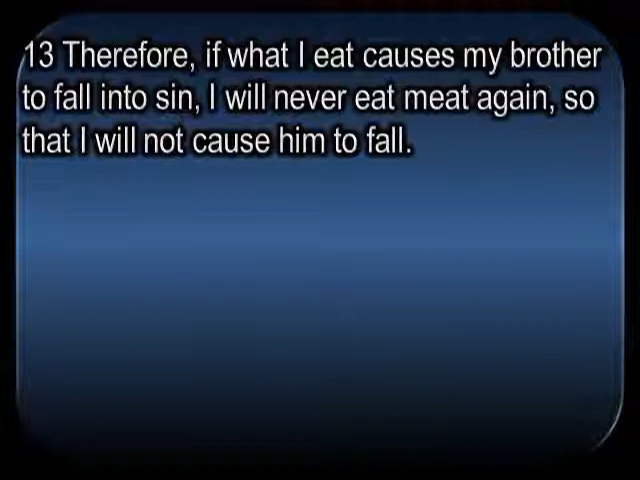 13 Therefore, if what I eat causes my brother
to fall into sin, I will never eat meat again, so
that I will not cause him to fall.